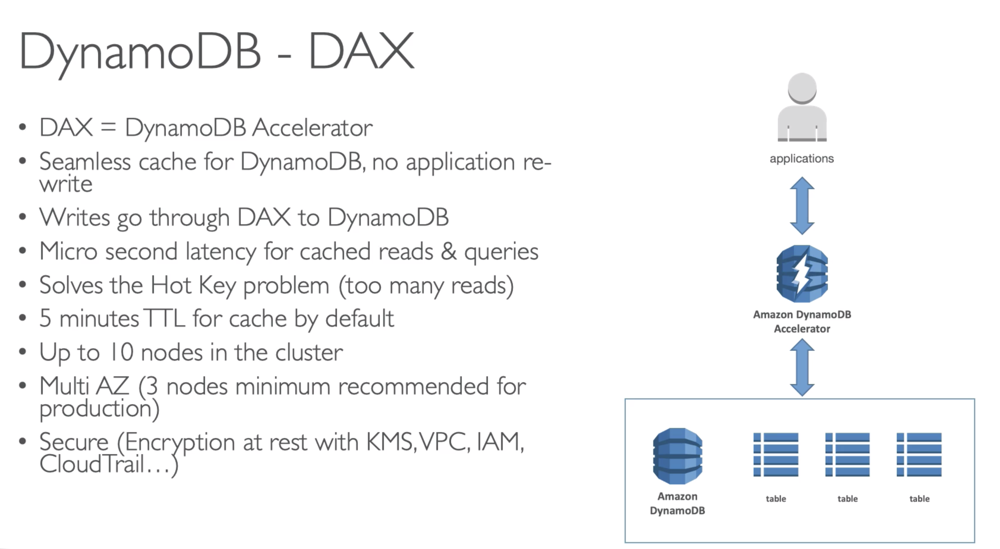 DynamoDB - DAX
• DAX = DynamoDB Accelerator
• Seamless cache for DynamoDB, no application re-
write
• Writes go through DAX to DynamoDB
• Micro second latency for cached reads & queries
• Solves the Hot Key problem (too many reads)
• 5 minutes TTL for cache by default
• Up to 10 nodes in the cluster
• Multi AZ (3 nodes minimum recommended for
production)
• Secure (Encryption at rest with KMS, VPC, IAM,
CloudTrail…)
applications
Amazon DynamoDB
Accelerator
Amazon
DynamoDB
table
table
table